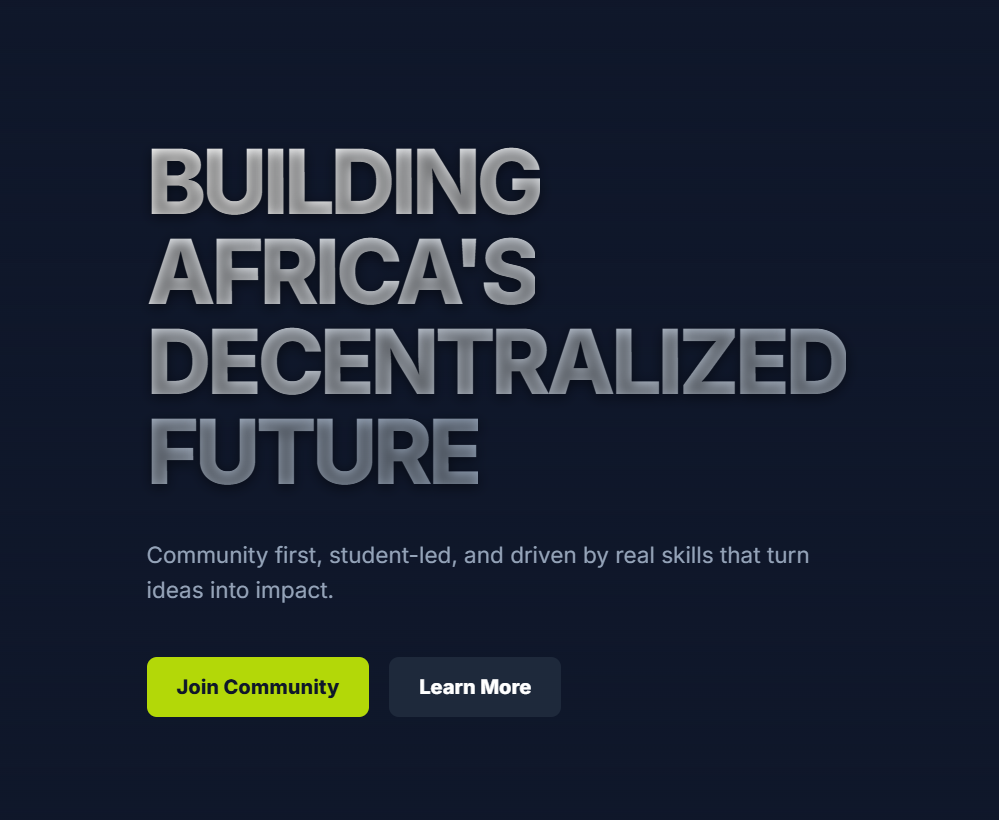 BUILDING
AFRICA'S
DECENTRALIZED
FUTURE
Community first, student-led, and driven by real skills that turn
ideas into impact.
Join Community
Learn More